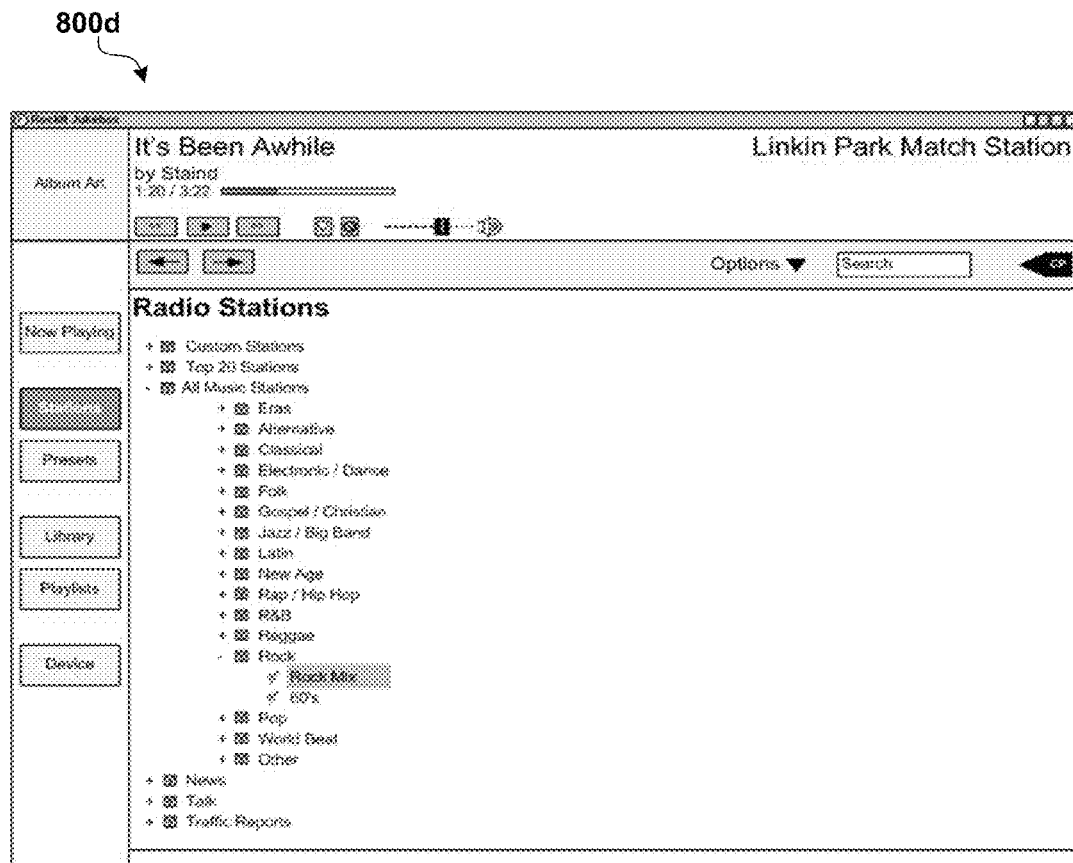 800d
RockIt Jukebox
Album Art
It's Been Awhile
Linkin Park Match Station
by Staind
1:20 / 3:22
Options
Search
Radio Stations
Now Playing
Stations
Presets
Library
Playlists
Device
+ Custom Stations
+ Top 20 Stations
- All Music Stations
+ Eras
+ Alternative
+ Classical
+ Electronic / Dance
+ Folk
+ Gospel / Christian
+ Jazz / Big Band
+ Latin
+ New Age
+ Rap / Hip Hop
+ R&B
+ Reggae
- Rock
Rock Mix
60's
+ Pop
+ World Beat
+ Other
+ News
+ Talk
+ Traffic Reports